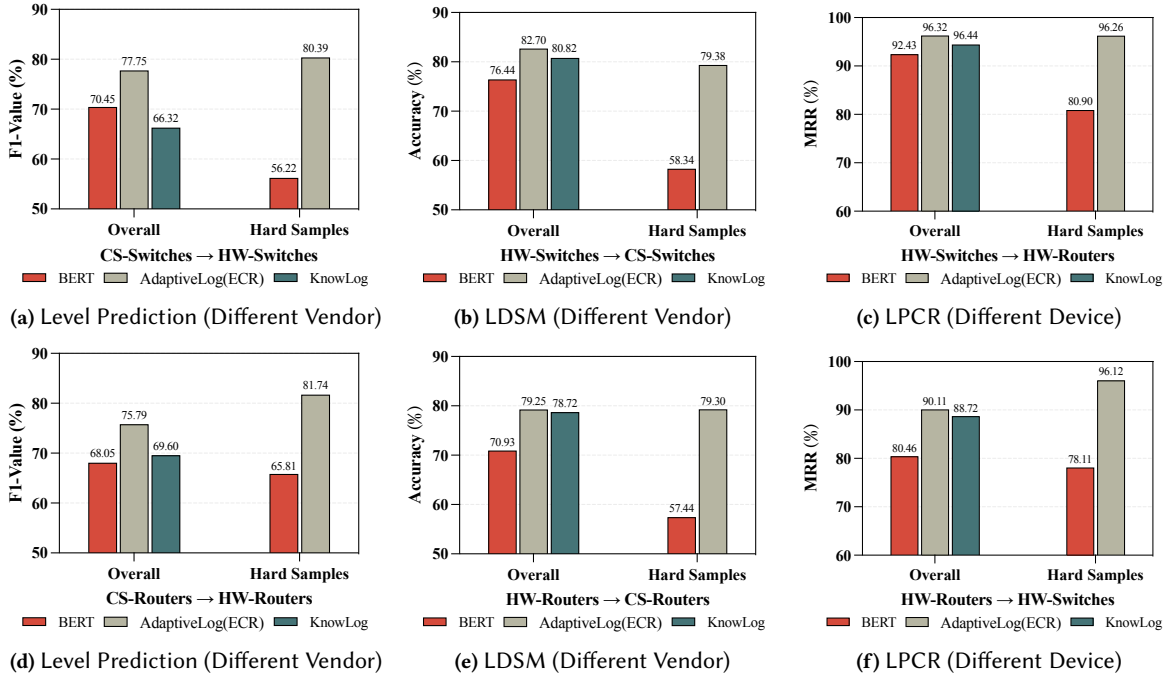 90
80
70
60
50
F1-Value (%)
70.45
77.75
66.32
56.22
80.39
Overall
Hard Samples
CS-Switches → HW-Switches
BERT
AdaptiveLog(ECR)
KnowLog
(a) Level Prediction (Different Vendor)
90
80
70
60
50
Accuracy (%)
76.44
82.70
80.82
58.34
79.38
Overall
Hard Samples
HW-Switches → CS-Switches
BERT
AdaptiveLog(ECR)
KnowLog
(b) LDSM (Different Vendor)
100
90
80
90
60
MRR (%)
92.43
96.32
96.44
80.90
96.26
Overall
Hard Samples
HW-Switches → HW-Routers
BERT
AdaptiveLog(ECR)
KnowLog
(c) LPCR (Different Device)
90
80
70
60
50
F1-Value (%)
68.05
75.79
69.60
65.81
81.74
Overall
Hard Samples
CS-Routers → HW-Routers
BERT
AdaptiveLog(ECR)
KnowLog
(d) Level Prediction (Different Vendor)
90
80
70
60
50
Accuracy (%)
70.93
79.25
78.72
57.44
79.30
Overall
Hard Samples
HW-Routers → CS-Routers
BERT
AdaptiveLog(ECR)
KnowLog
(e) LDSM (Different Vendor)
100
90
80
90
60
MRR (%)
80.46
90.11
88.72
78.11
96.12
Overall
Hard Samples
HW-Routers → HW-Switches
BERT
AdaptiveLog(ECR)
KnowLog
(f) LPCR (Different Device)